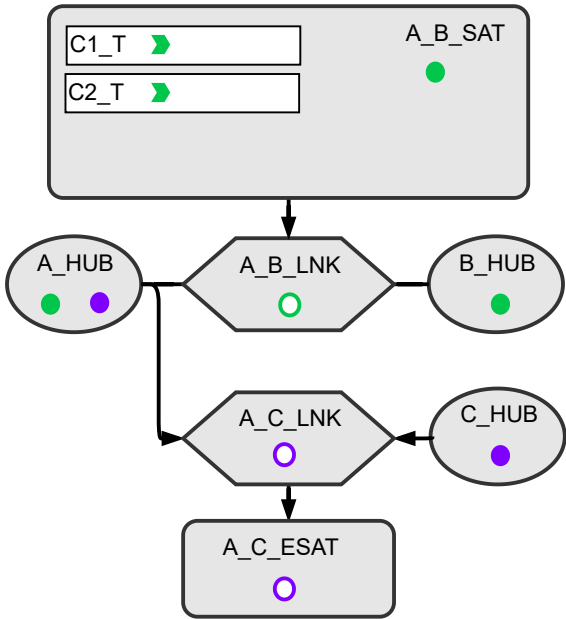 C1_T
A_B_SAT
C2_T
A_HUB
A_B_LNK
B_HUB
A_C_LNK
C_HUB
A_C_ESAT